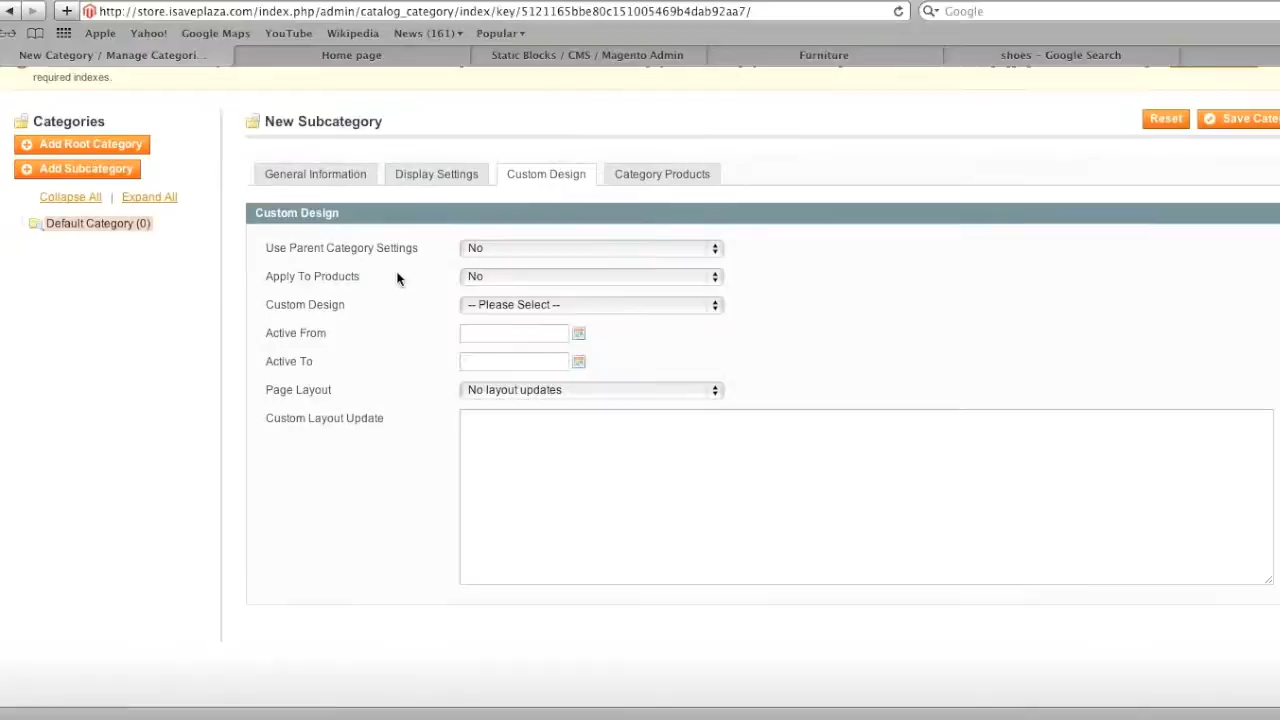 http://store.isaveplaza.com/index.php/admin/catalog_category/index/key/5121165bbe80c151005469b4dab92aa7/
Google
Apple Yahoo! Google Maps YouTube Wikipedia News (161) Popular
New Category / Manage Categori... Home page Static Blocks / CMS / Magento Admin Furniture shoes - Google Search
required indexes.
Categories
Add Root Category
Add Subcategory
Collapse All | Expand All
Default Category (0)
New Subcategory
Reset Save Cate
General Information Display Settings Custom Design Category Products
Custom Design
Use Parent Category Settings No
Apply To Products No
Custom Design -- Please Select --
Active From
Active To
Page Layout No layout updates
Custom Layout Update